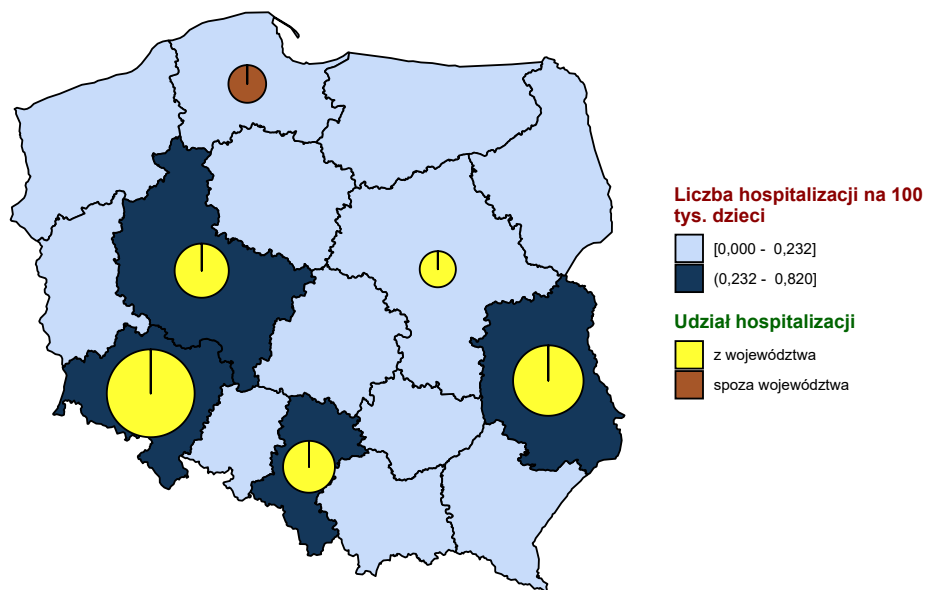 Liczba hospitalizacji na 100
tys. dzieci
[0,000 - 0,232]
(0,232 - 0,820]
Udział hospitalizacji
z województwa
spoza województwa